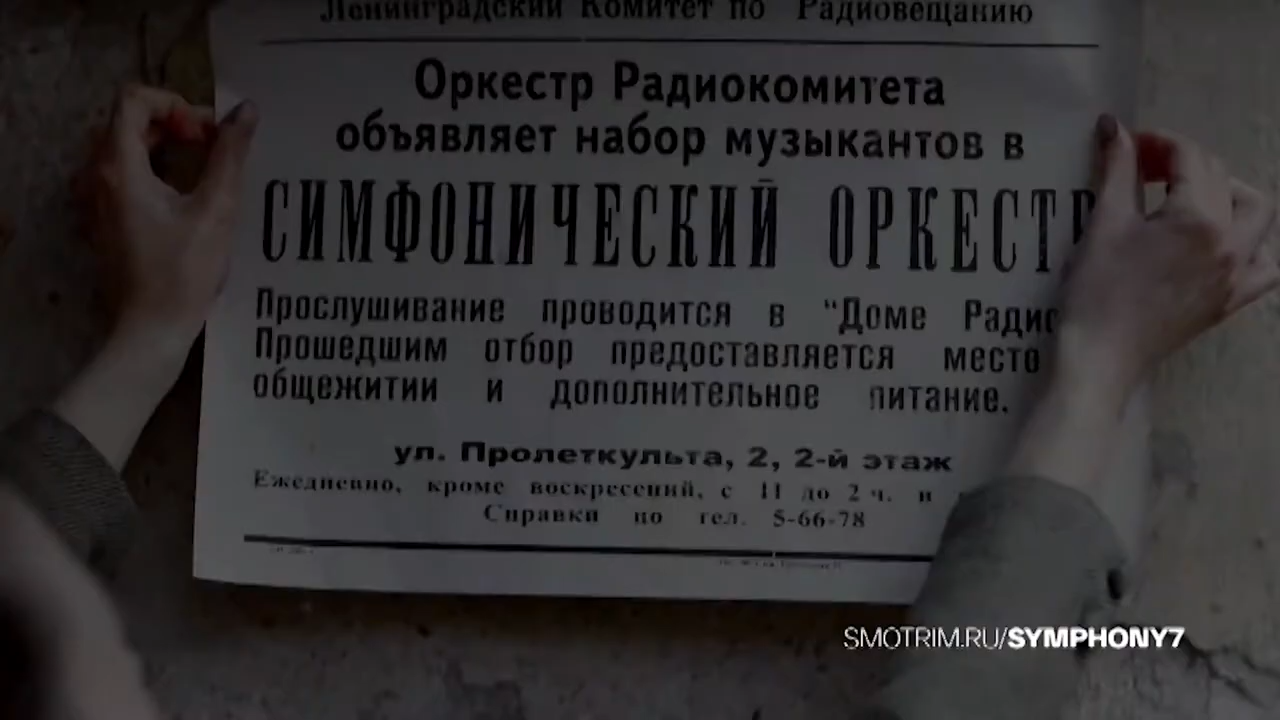 Ленинградский Комитет по Радиовещанию
Оркестр Радиокомитета
объявляет набор музыкантов в
СИМФОНИЧЕСКИЙ ОРКЕСТР
Прослушивание проводится в "Доме Радио
Прошедшим отбор предоставляется место
общежитии и дополнительное питание.
ул. Пролеткульта, 2, 2-й этаж
Ежедневно, кроме воскресений, с 11 до 2 ч. и
Справки по тел. 5-66-78
SMOTRIM.RU/SYMPHONY7